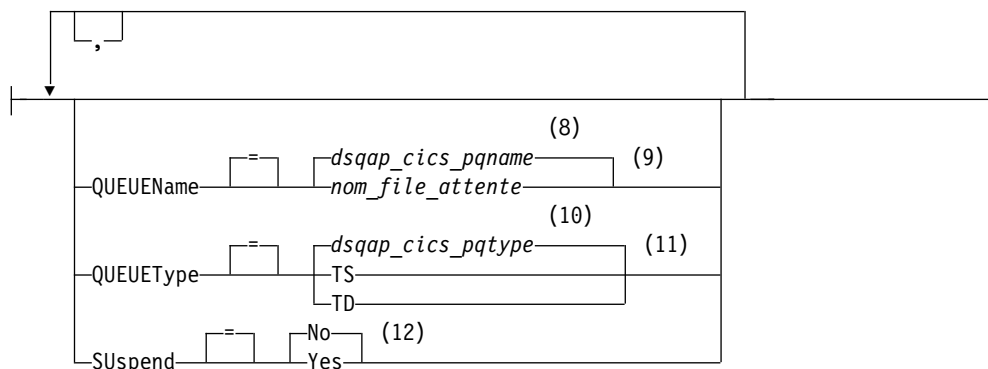 ,
(8)
= dsqap_cics_pqname (9)
QUEUEName nom_file_attente
(10)
= dsqap_cics_pqtype (11)
QUEUEType TS
TD
= No (12)
SUspend Yes